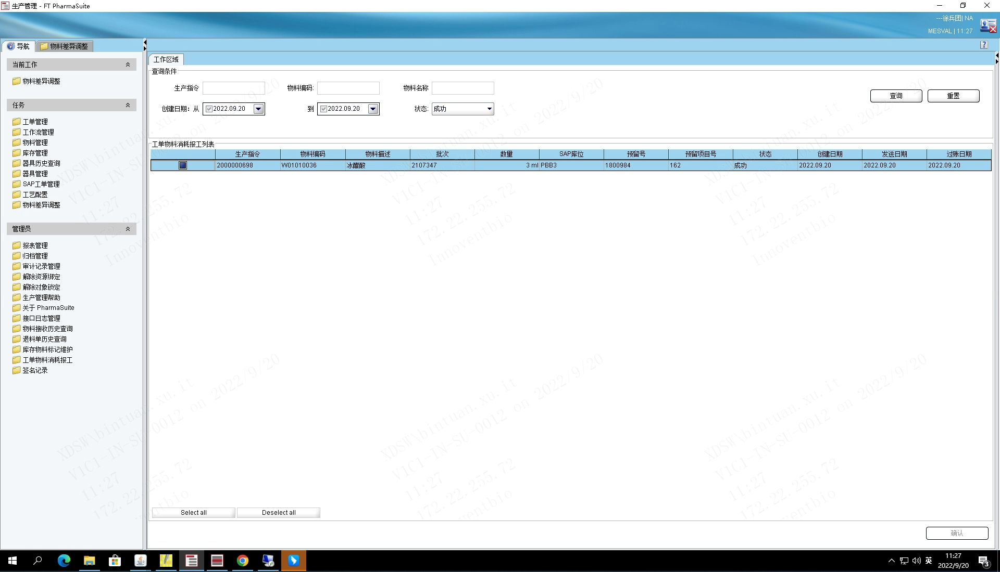 生产管理 - FT PharmaSuite
---徐兵团| NA
MESVAL | 11:27
导航
物料差异调整
当前工作
物料差异调整
任务
工单管理
工作流管理
物料管理
库存管理
器具历史查询
器具管理
SAP工单管理
工艺配置
物料差异调整
管理员
报表管理
归档管理
审计记录管理
解除资源绑定
解除对象锁定
生产管理帮助
关于 PharmaSuite
接口日志管理
物料接收历史查询
退料单历史查询
库存物料标记维护
工单物料消耗报工
签名记录
工作区域
查询条件
生产指令 物料编码: 物料名称
查询 重置
创建日期: 从 2022.09.20 到 2022.09.20 状态: 成功
工单物料消耗报工列表
生产指令 物料编码 物料描述 批次 数量 SAP库位 预留号 预留项目号 状态 创建日期 发送日期 过账日期
2000000698 W01010036 冰醋酸 2107347 3 ml PBB3 1800984 162 成功 2022.09.20 2022.09.20 2022.09.20
XDSW\bintuan.xu.it
V1C1-IN-SU-0012 on 2022/9/20
11:27
172.22.255.72
Innoventbio
Select all Deselect all
确认
英
11:27
2022/9/20
3